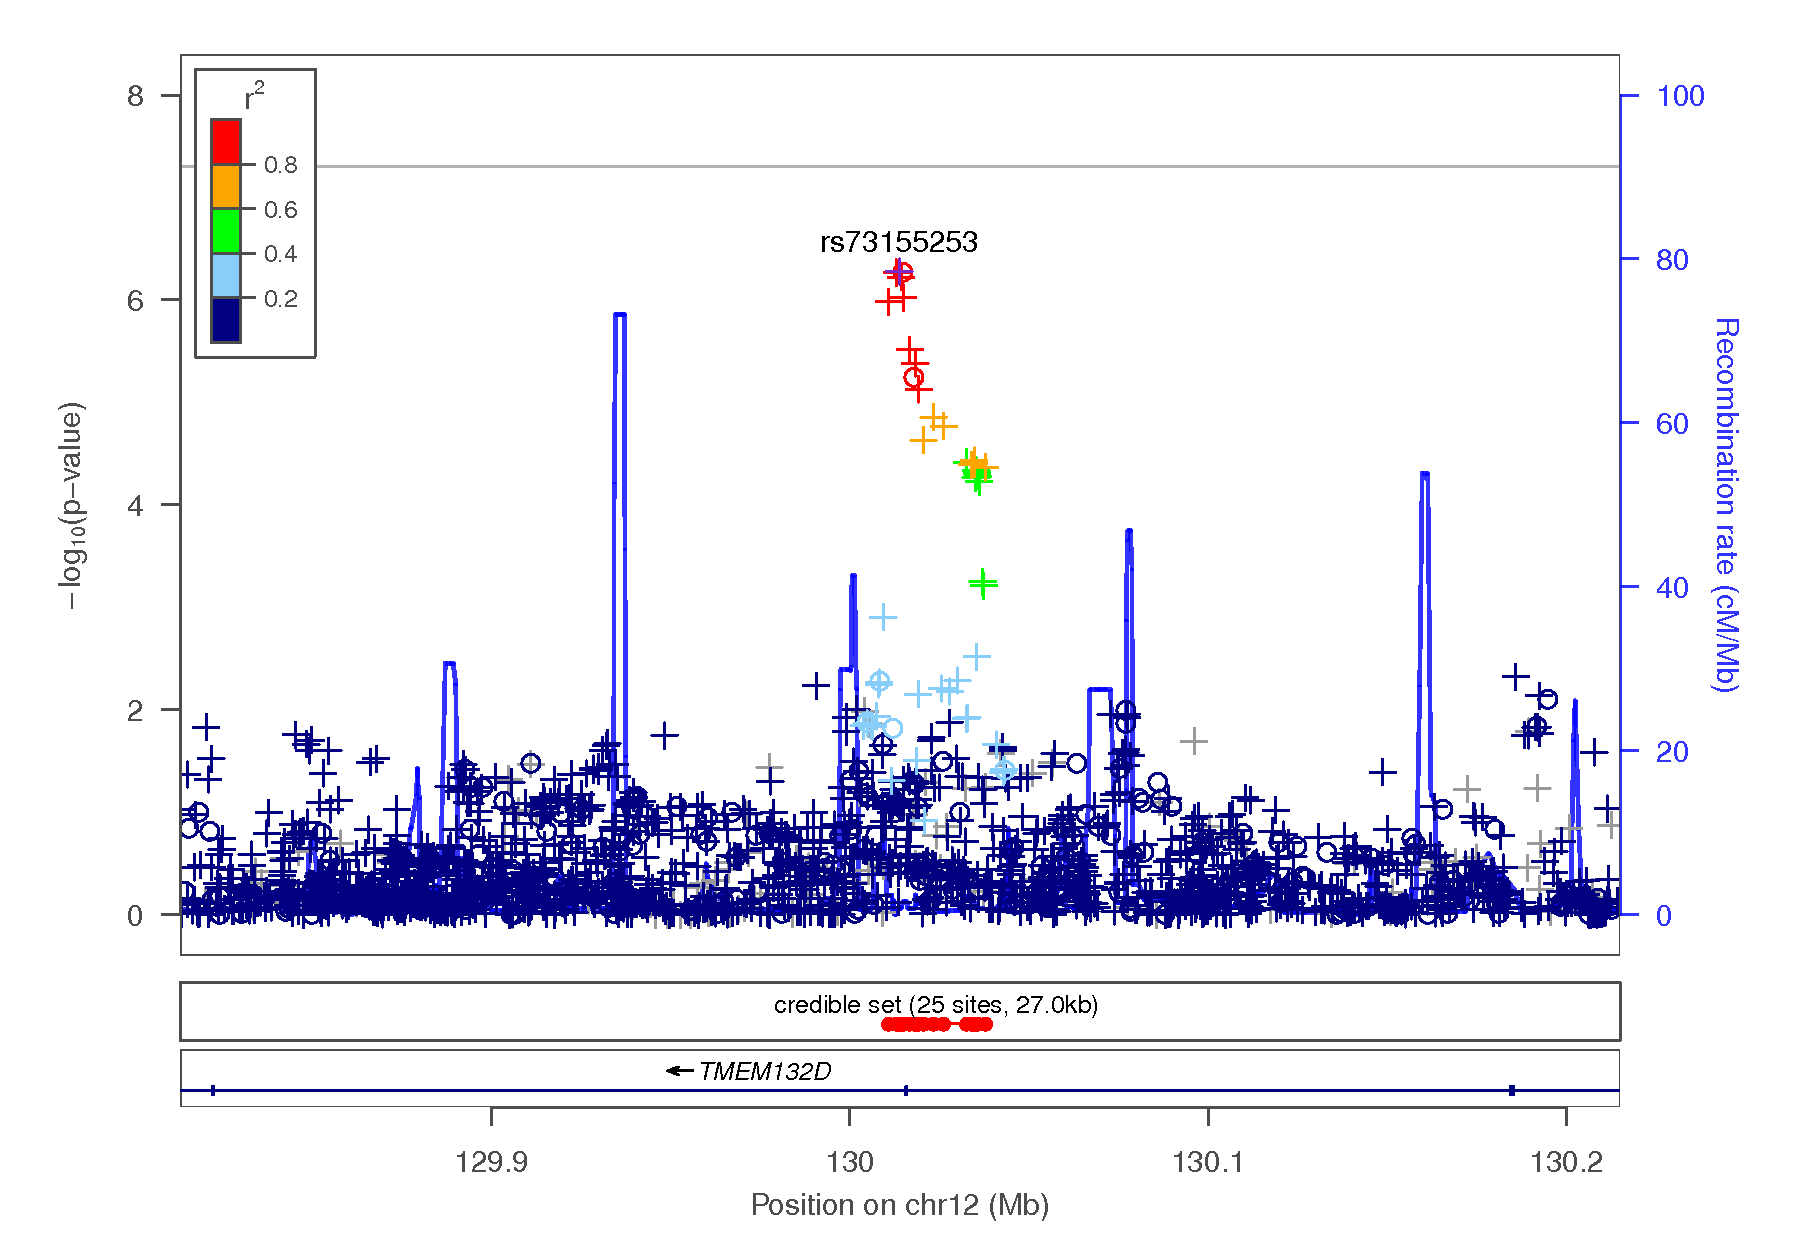 r2
0.8
0.6
0.4
0.2
rs73155253
8
6
4
2
0
−log10(p−value)
100
80
60
40
20
0
Recombination rate (cM/Mb)
credible set (25 sites, 27.0kb)
TMEM132D
129.9
130
130.1
130.2
Position on chr12 (Mb)